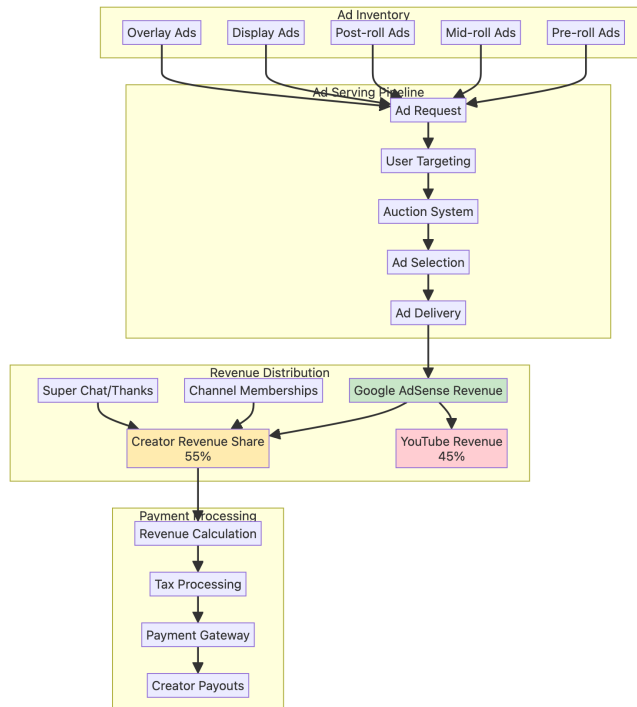 Ad Inventory
Overlay Ads
Display Ads
Post-roll Ads
Mid-roll Ads
Pre-roll Ads
Ad Serving Pipeline
Ad Request
User Targeting
Auction System
Ad Selection
Ad Delivery
Revenue Distribution
Super Chat/Thanks
Channel Memberships
Google AdSense Revenue
Creator Revenue Share
55%
YouTube Revenue
45%
Payment Processing
Revenue Calculation
Tax Processing
Payment Gateway
Creator Payouts